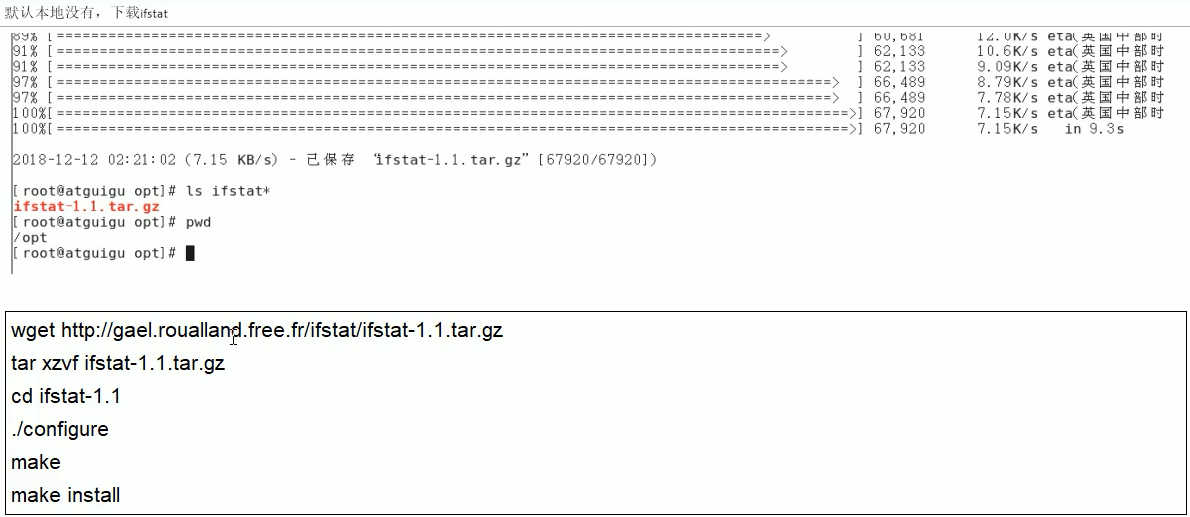 默认本地没有，下载ifstat
89% [==================================================================================> ] 60,681 12.0K/s eta(英国中部时
91% [====================================================================================> ] 62,133 10.6K/s eta(英国中部时
91% [====================================================================================> ] 62,133 9.09K/s eta(英国中部时
97% [==========================================================================================> ] 66,489 8.79K/s eta(英国中部时
97% [==========================================================================================> ] 66,489 7.78K/s eta(英国中部时
100%[============================================================================================>] 67,920 7.15K/s eta(英国中部时
100%[============================================================================================>] 67,920 7.15K/s in 9.3s
2018-12-12 02:21:02 (7.15 KB/s) - 已保存 “ifstat-1.1.tar.gz” [67920/67920])
[root@atguigu opt]# ls ifstat*
ifstat-1.1.tar.gz
[root@atguigu opt]# pwd
/opt
[root@atguigu opt]#
wget http://gael.roualland.free.fr/ifstat/ifstat-1.1.tar.gz
tar xzvf ifstat-1.1.tar.gz
cd ifstat-1.1
./configure
make
make install